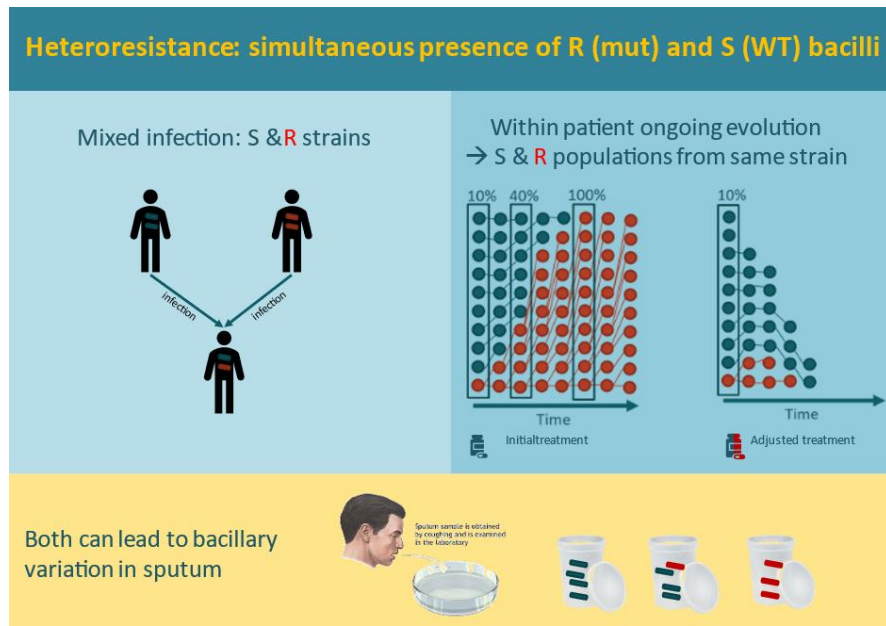 Heteroresistance: simultaneous presence of R (mut) and S (WT) bacilli
Mixed infection: S &R strains
infection
infection
Within patient ongoing evolution
→ S & R populations from same strain
10% 40% 100%
Time
Initialtreatment
10%
Time
Adjusted treatment
Both can lead to bacillary
variation in sputum
Sputum sample is obtained
by coughing and is examined
in the laboratory